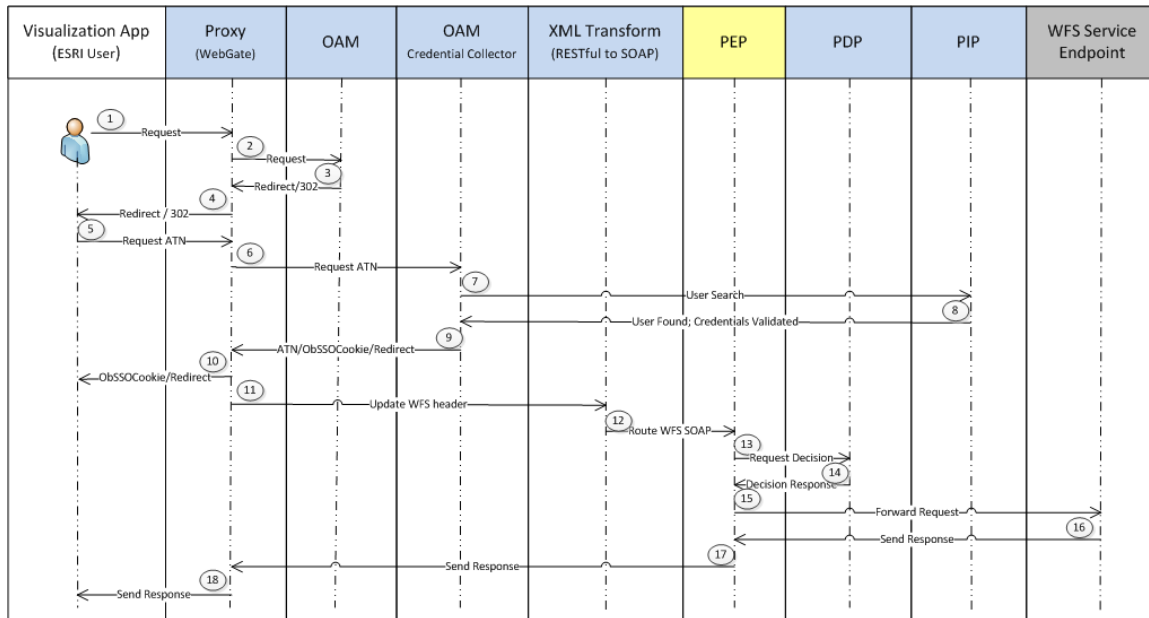 Visualization App
(ESRI User)
Proxy
(WebGate)
OAM
OAM
Credential Collector
XML Transform
(RESTful to SOAP)
PEP
PDP
PIP
WFS Service
Endpoint
1
Request
2
Request
3
Redirect/302
4
Redirect / 302
5
Request ATN
6
Request ATN
7
User Search
8
User Found; Credentials Validated
9
ATN/ObSSOCookie/Redirect
10
ObSSOCookie/Redirect
11
Update WFS header
12
Route WFS SOAP
13
Request Decision
14
Decision Response
15
Forward Request
16
Send Response
17
Send Response
18
Send Response